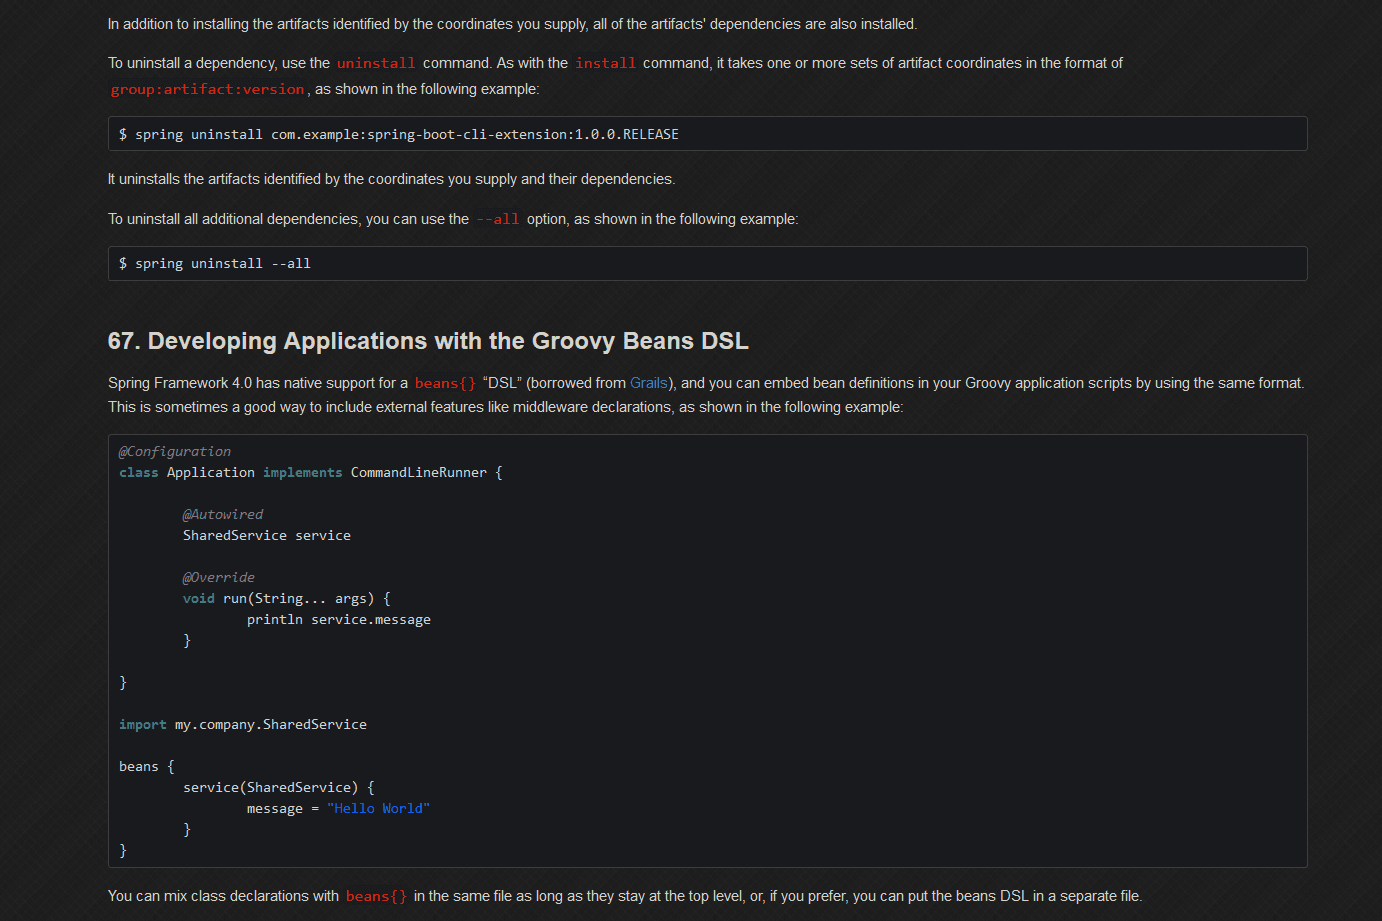 In addition to installing the artifacts identified by the coordinates you supply, all of the artifacts' dependencies are also installed.
To uninstall a dependency, use the uninstall command. As with the install command, it takes one or more sets of artifact coordinates in the format of
group:artifact:version, as shown in the following example:
$ spring uninstall com.example:spring-boot-cli-extension:1.0.0.RELEASE
It uninstalls the artifacts identified by the coordinates you supply and their dependencies.
To uninstall all additional dependencies, you can use the --all option, as shown in the following example:
$ spring uninstall --all
67. Developing Applications with the Groovy Beans DSL
Spring Framework 4.0 has native support for a beans{} “DSL” (borrowed from Grails), and you can embed bean definitions in your Groovy application scripts by using the same format.
This is sometimes a good way to include external features like middleware declarations, as shown in the following example:
@Configuration
class Application implements CommandLineRunner {
@Autowired
SharedService service
@Override
void run(String... args) {
println service.message
}
}
import my.company.SharedService
beans {
service(SharedService) {
message = "Hello World"
}
}
You can mix class declarations with beans{} in the same file as long as they stay at the top level, or, if you prefer, you can put the beans DSL in a separate file.